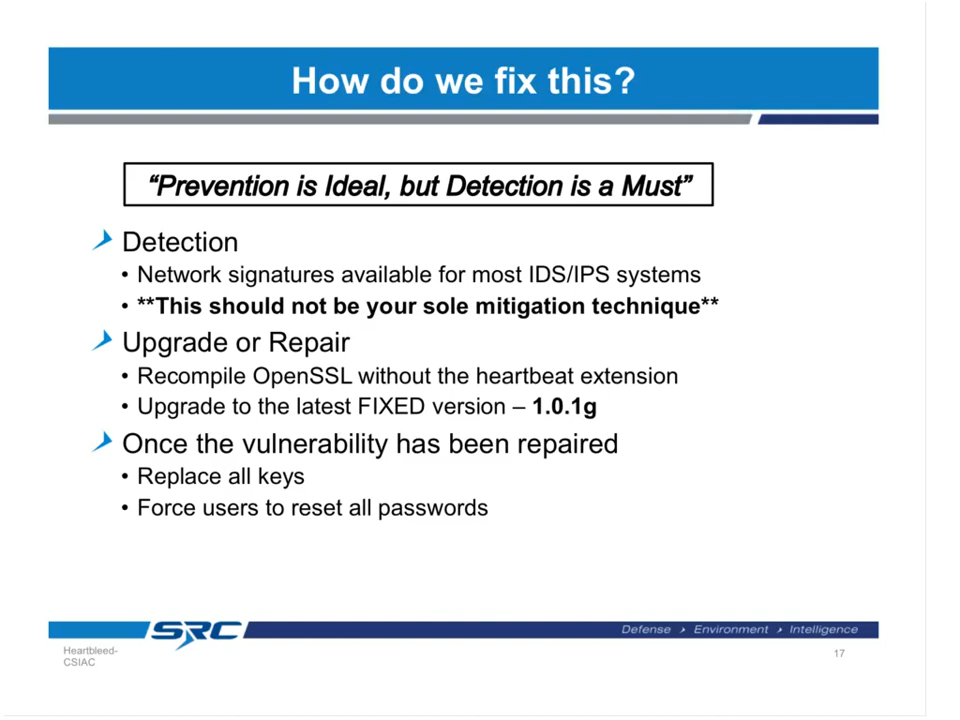 How do we fix this?
“Prevention is Ideal, but Detection is a Must”
Detection
• Network signatures available for most IDS/IPS systems
• **This should not be your sole mitigation technique**
Upgrade or Repair
• Recompile OpenSSL without the heartbeat extension
• Upgrade to the latest FIXED version – 1.0.1g
Once the vulnerability has been repaired
• Replace all keys
• Force users to reset all passwords
SRC
Defense › Environment › Intelligence
Heartbleed-
CSIAC
17